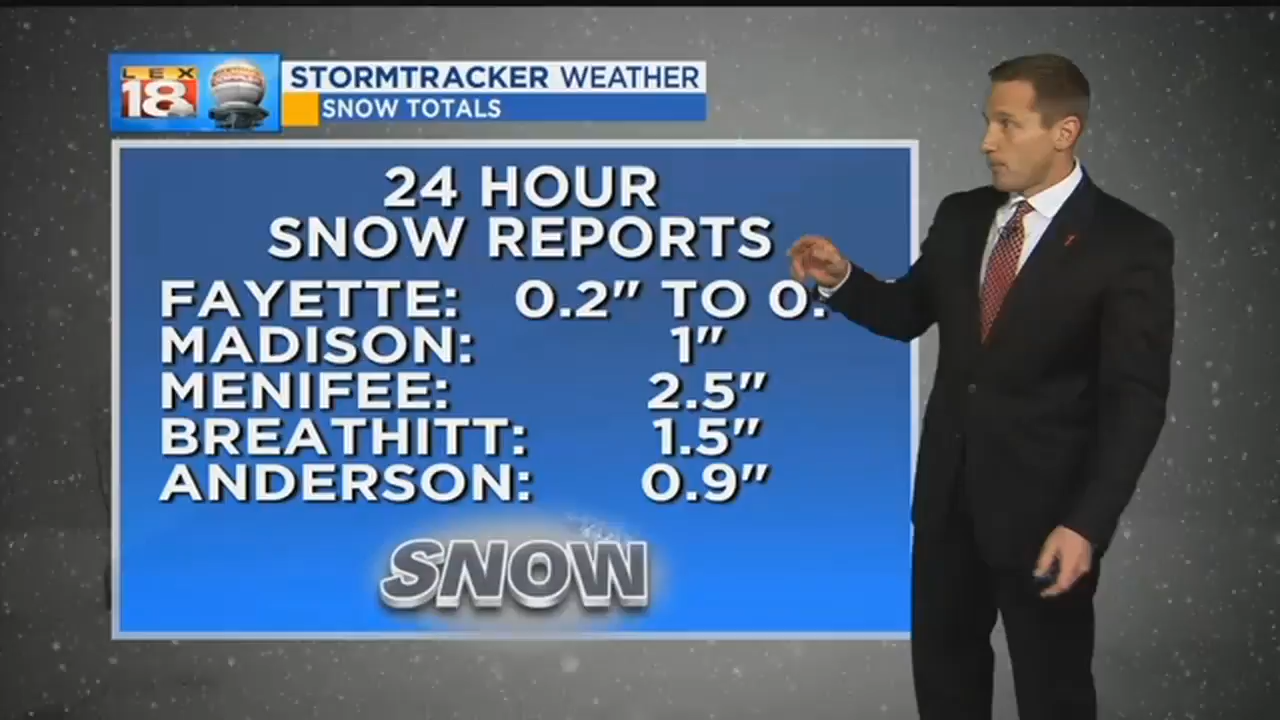 LEX
18
STORMTRACKER WEATHER
SNOW TOTALS
24 HOUR
SNOW REPORTS
FAYETTE: 0.2" TO 0.
MADISON: 1"
MENIFEE: 2.5"
BREATHITT: 1.5"
ANDERSON: 0.9"
SNOW